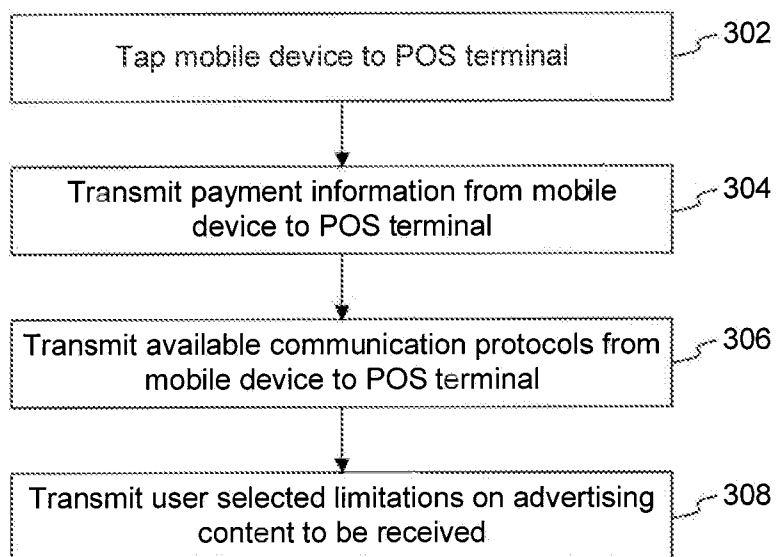 Tap mobile device to POS terminal
302
Transmit payment information from mobile
device to POS terminal
304
Transmit available communication protocols from
mobile device to POS terminal
306
Transmit user selected limitations on advertising
content to be received
308